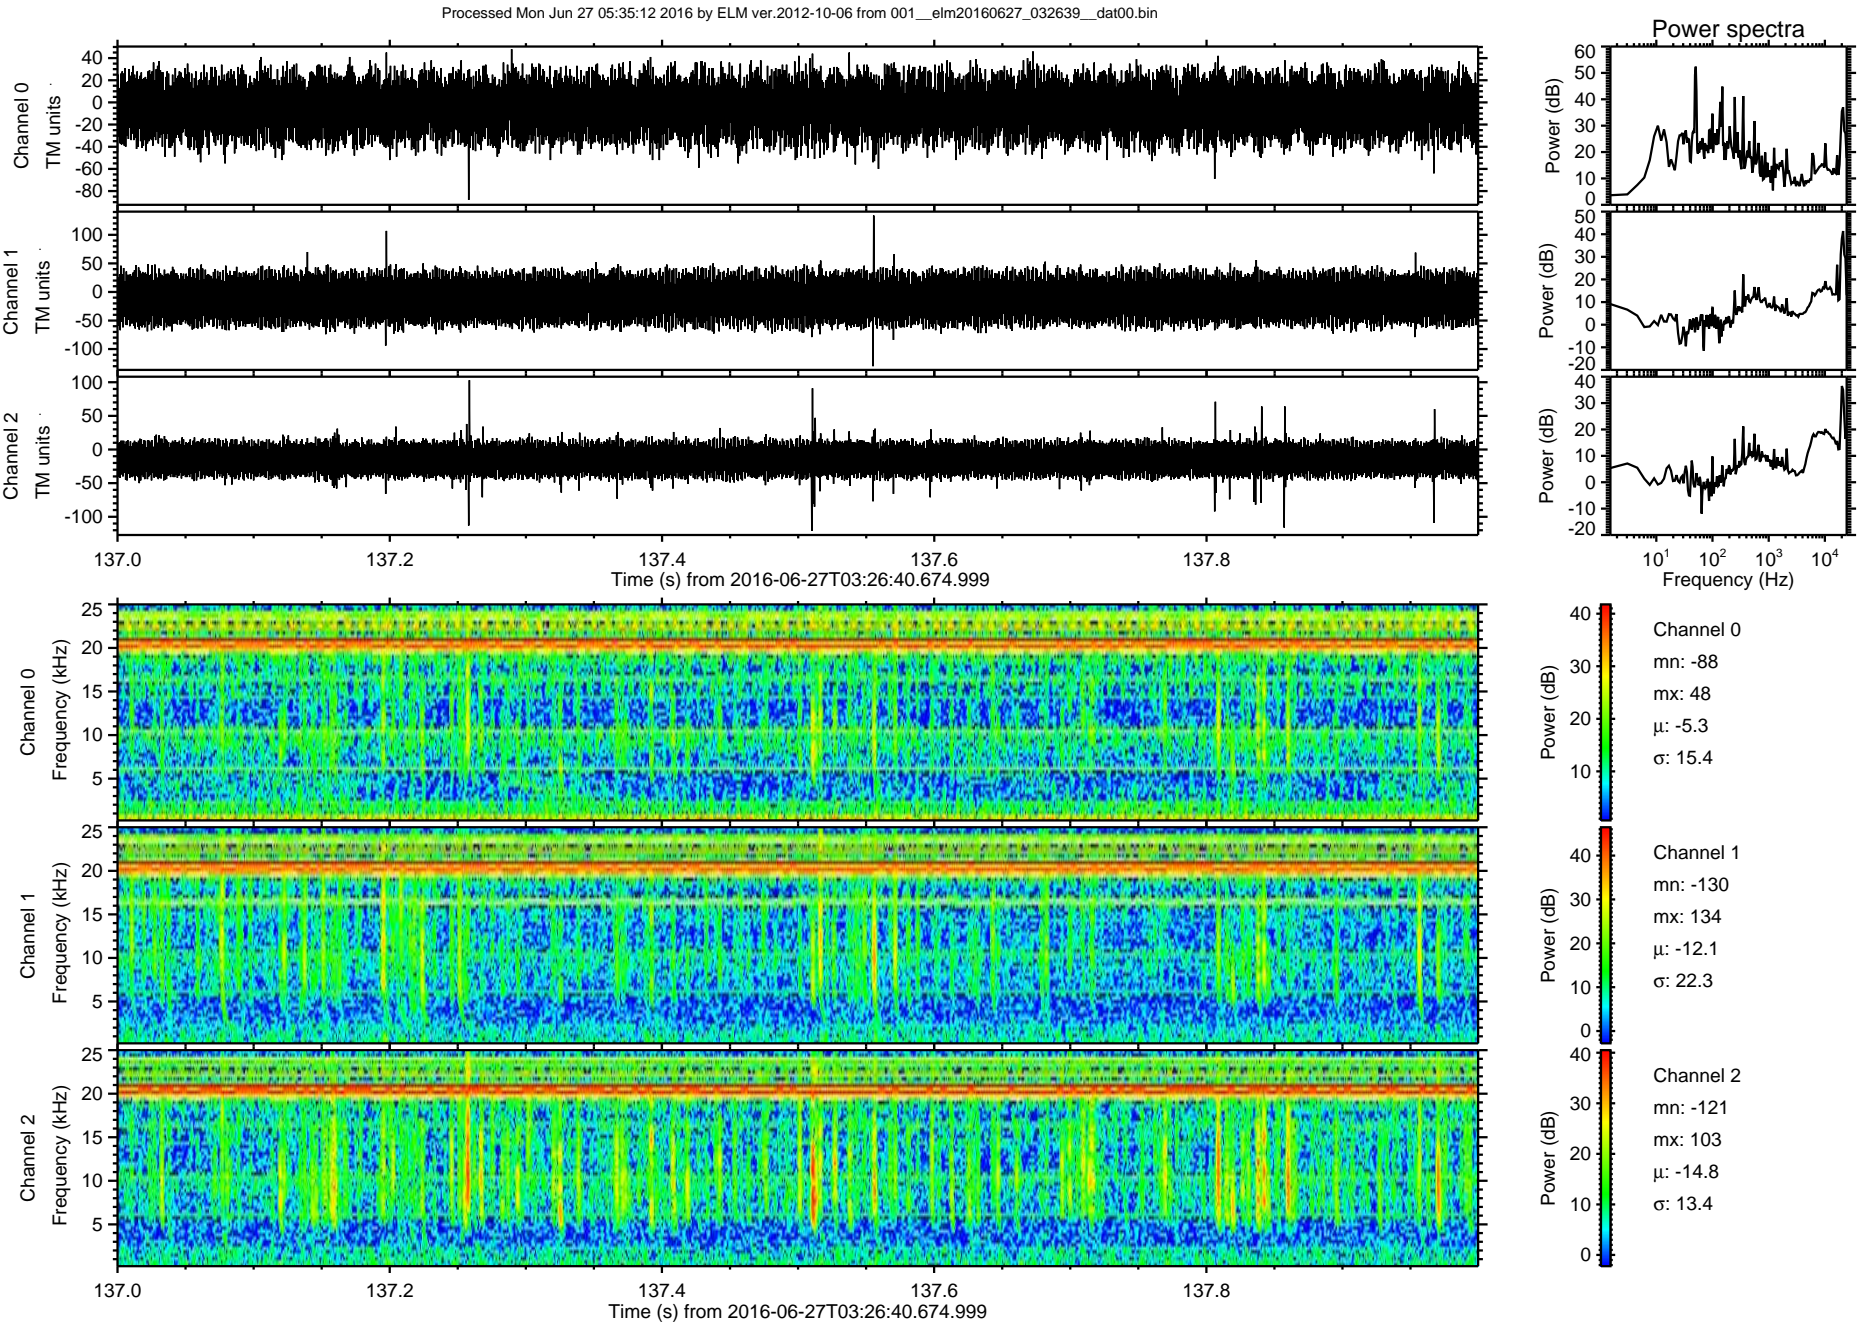 Processed Mon Jun 27 05:35:12 2016 by ELM ver.2012-10-06 from 001__elm20160627_032639__dat00.bin
Power spectra
Channel 0
TM units
40
20
0
-20
-40
-60
-80
Power (dB)
60
50
40
30
20
10
0
Channel 1
TM units
100
50
0
-50
-100
Power (dB)
50
40
30
20
10
0
-10
-20
Channel 2
TM units
100
50
0
-50
-100
Power (dB)
40
30
20
10
0
-10
-20
137.0 137.2 137.4 137.6 137.8
Time (s) from 2016-06-27T03:26:40.674.999
10^1 10^2 10^3 10^4
Frequency (Hz)
Channel 0
Frequency (kHz)
25
20
15
10
5
Power (dB)
40
30
20
10
Channel 0
mn: -88
mx: 48
μ: -5.3
σ: 15.4
Channel 1
Frequency (kHz)
25
20
15
10
5
Power (dB)
40
30
20
10
0
Channel 1
mn: -130
mx: 134
μ: -12.1
σ: 22.3
Channel 2
Frequency (kHz)
25
20
15
10
5
Power (dB)
40
30
20
10
0
Channel 2
mn: -121
mx: 103
μ: -14.8
σ: 13.4
137.0 137.2 137.4 137.6 137.8
Time (s) from 2016-06-27T03:26:40.674.999